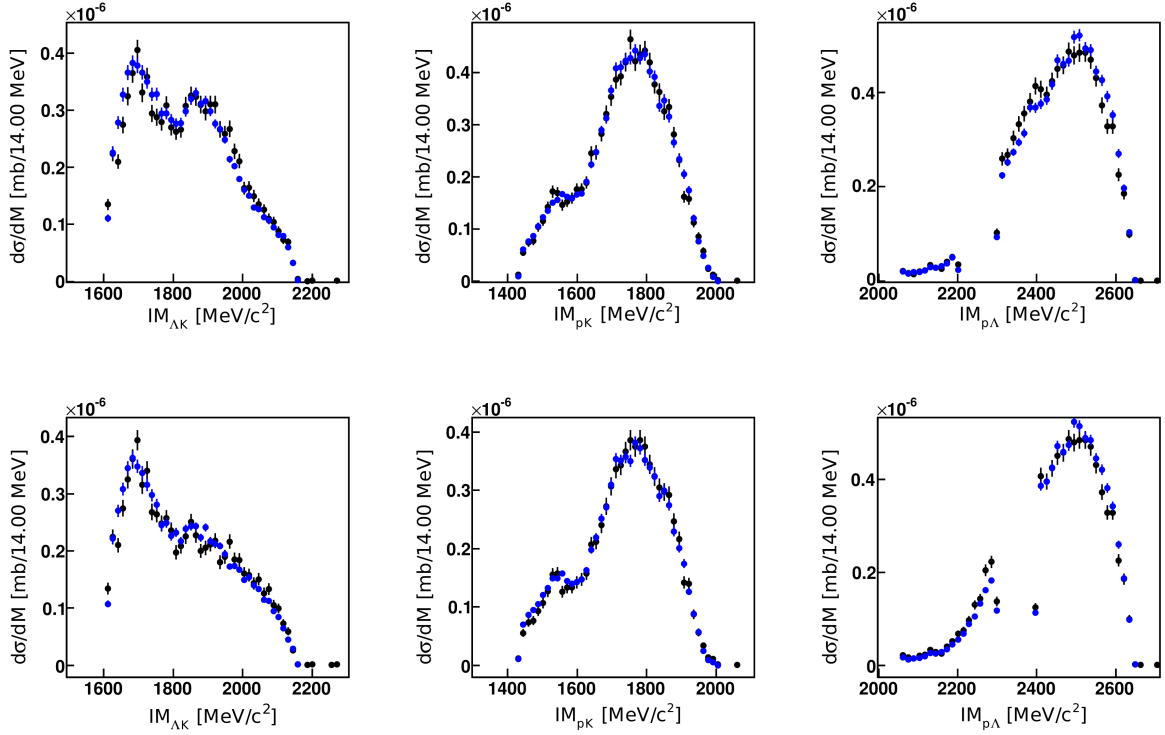 ×10⁻⁶ ×10⁻⁶ ×10⁻⁶
dσ/dM [mb/14.00 MeV]
0.4
0.3
0.2
0.1
0
1600 1800 2000 2200
IM_ΛK [MeV/c²]
dσ/dM [mb/14.00 MeV]
0.4
0.3
0.2
0.1
0
1400 1600 1800 2000
IM_pK [MeV/c²]
dσ/dM [mb/14.00 MeV]
0.4
0.2
0
2000 2200 2400 2600
IM_pΛ [MeV/c²]
×10⁻⁶ ×10⁻⁶ ×10⁻⁶
dσ/dM [mb/14.00 MeV]
0.4
0.3
0.2
0.1
0
1600 1800 2000 2200
IM_ΛK [MeV/c²]
dσ/dM [mb/14.00 MeV]
0.4
0.3
0.2
0.1
0
1400 1600 1800 2000
IM_pK [MeV/c²]
dσ/dM [mb/14.00 MeV]
0.4
0.2
0
2000 2200 2400 2600
IM_pΛ [MeV/c²]